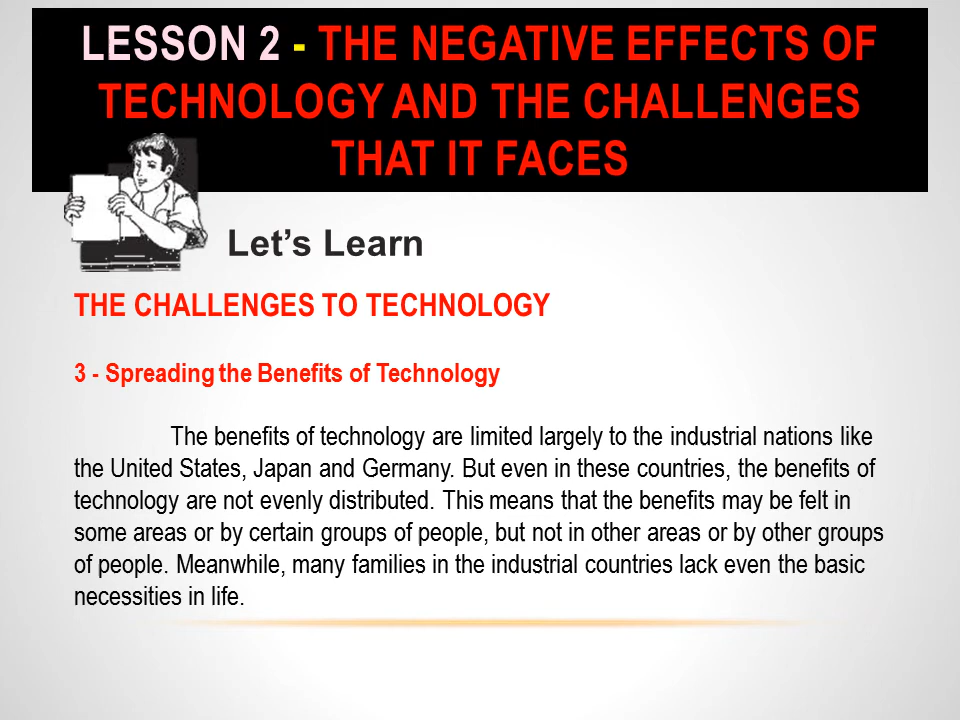 LESSON 2 - THE NEGATIVE EFFECTS OF
TECHNOLOGY AND THE CHALLENGES
THAT IT FACES
Let’s Learn
THE CHALLENGES TO TECHNOLOGY
3 - Spreading the Benefits of Technology
The benefits of technology are limited largely to the industrial nations like
the United States, Japan and Germany. But even in these countries, the benefits of
technology are not evenly distributed. This means that the benefits may be felt in
some areas or by certain groups of people, but not in other areas or by other groups
of people. Meanwhile, many families in the industrial countries lack even the basic
necessities in life.